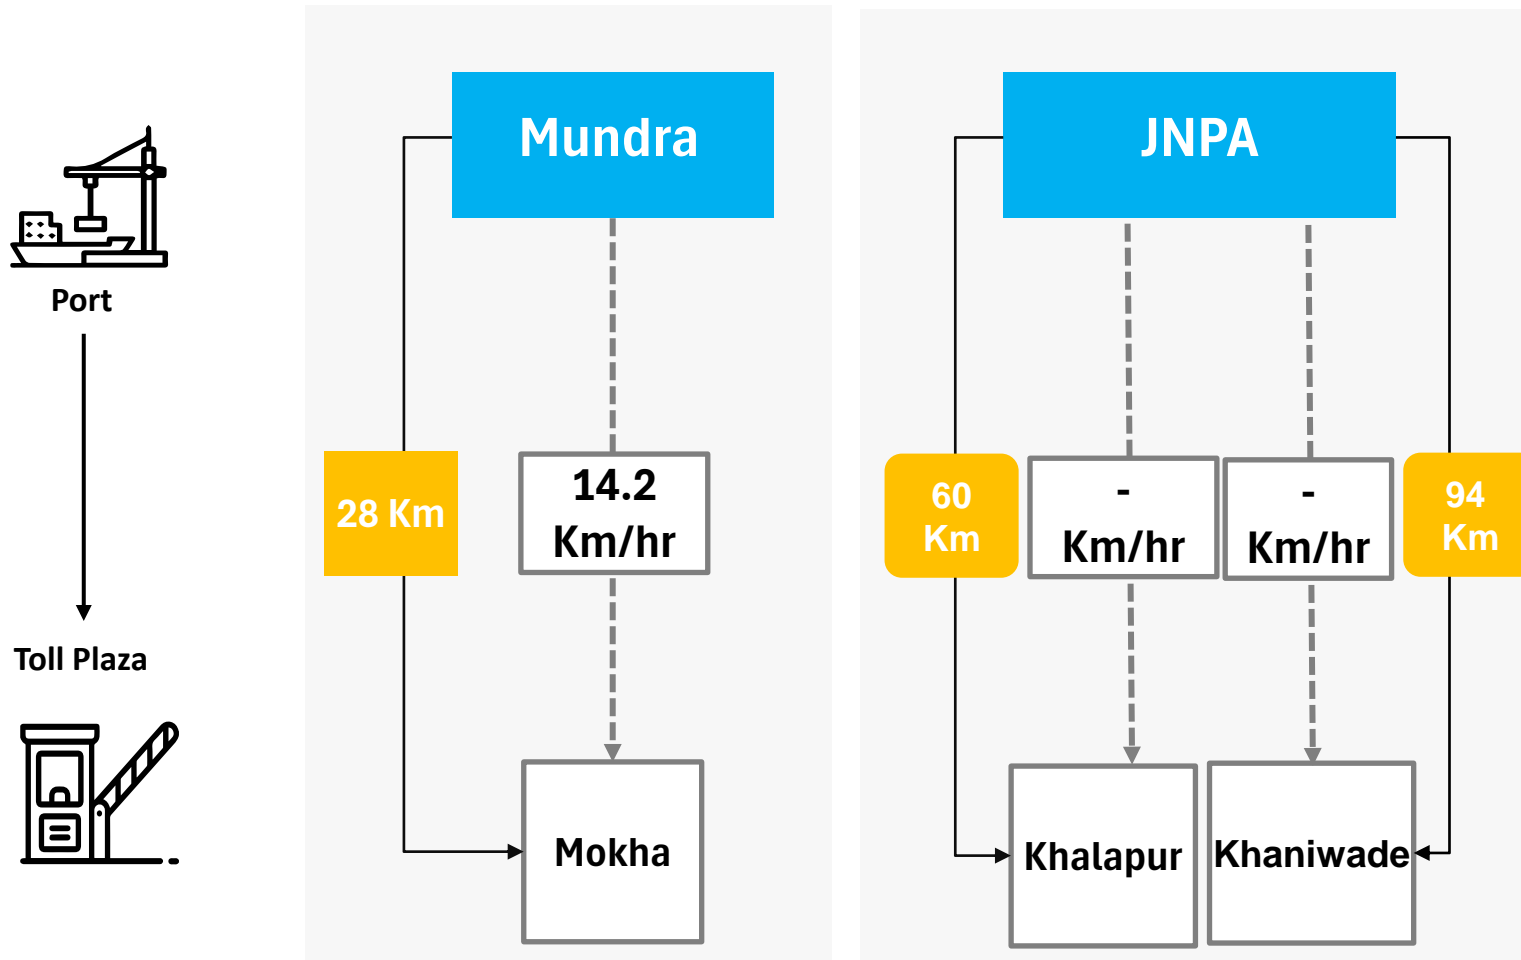 Mundra
JNPA
Port
28 Km
14.2
Km/hr
60
Km
-
Km/hr
-
Km/hr
94
Km
Toll Plaza
Mokha
Khalapur
Khaniwade